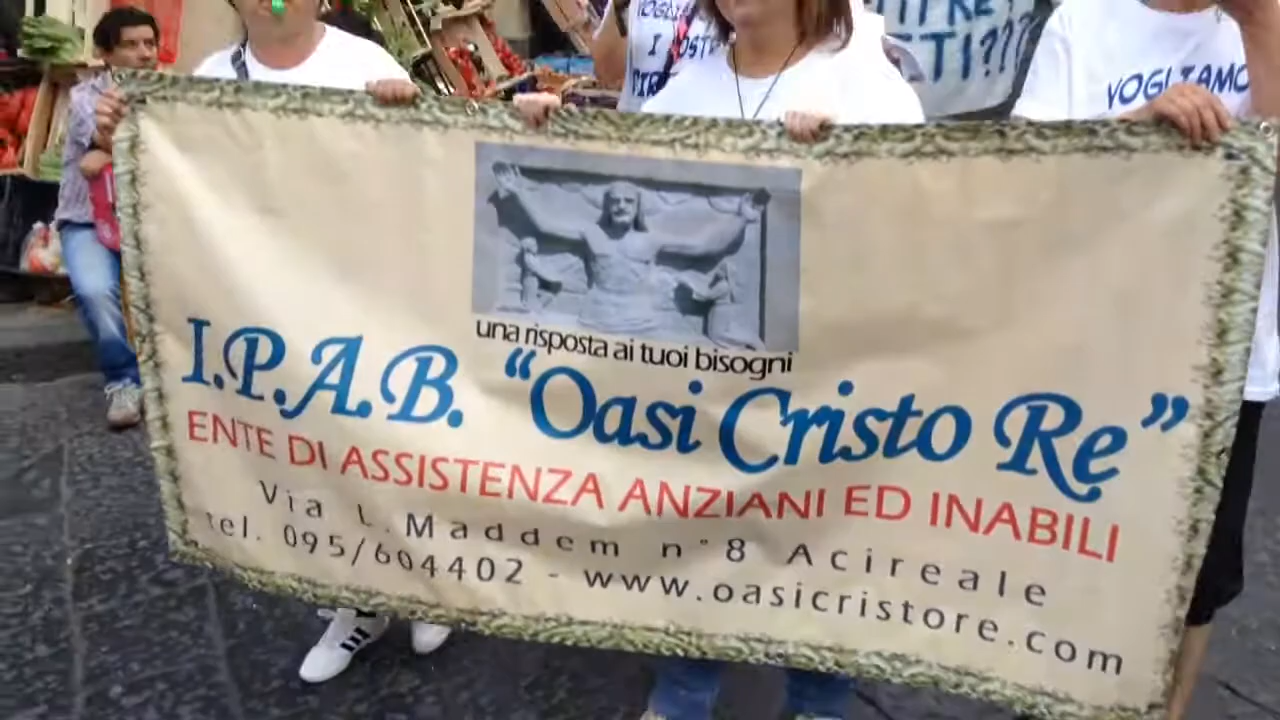 VOGLIAMO
una risposta ai tuoi bisogni
I.P.A.B. “Oasi Cristo Re”
ENTE DI ASSISTENZA ANZIANI ED INABILI
Via L. Maddem n°8 Acireale
tel. 095/604402 - www.oasicristore.com